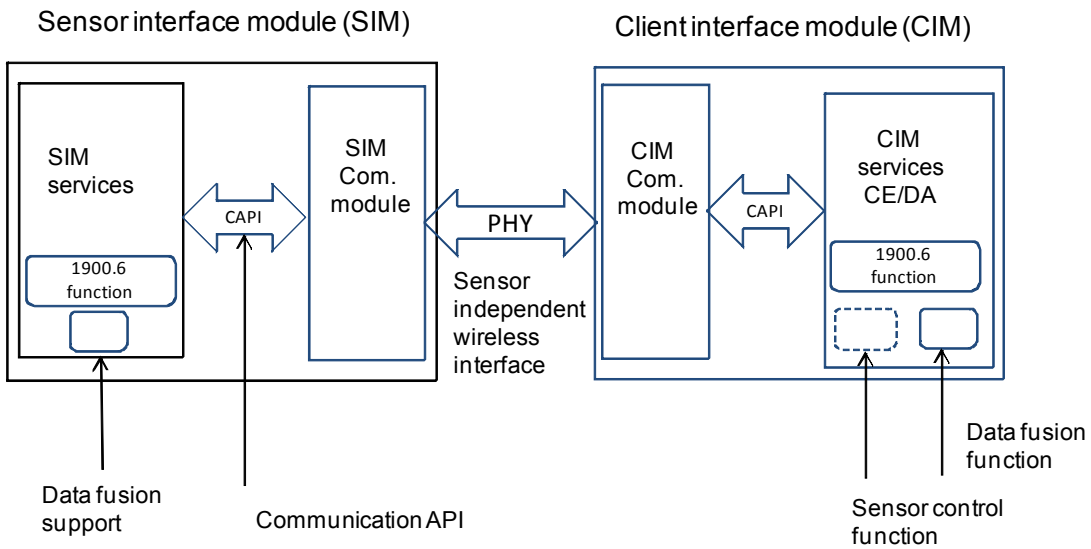 Sensor interface module (SIM)
Client interface module (CIM)
SIM
services
CAPI
SIM
Com.
module
1900.6
function
PHY
Sensor
independent
wireless
interface
CIM
Com.
module
CAPI
CIM
services
CE/DA
1900.6
function
Data fusion
support
Communication API
Data fusion
function
Sensor control
function